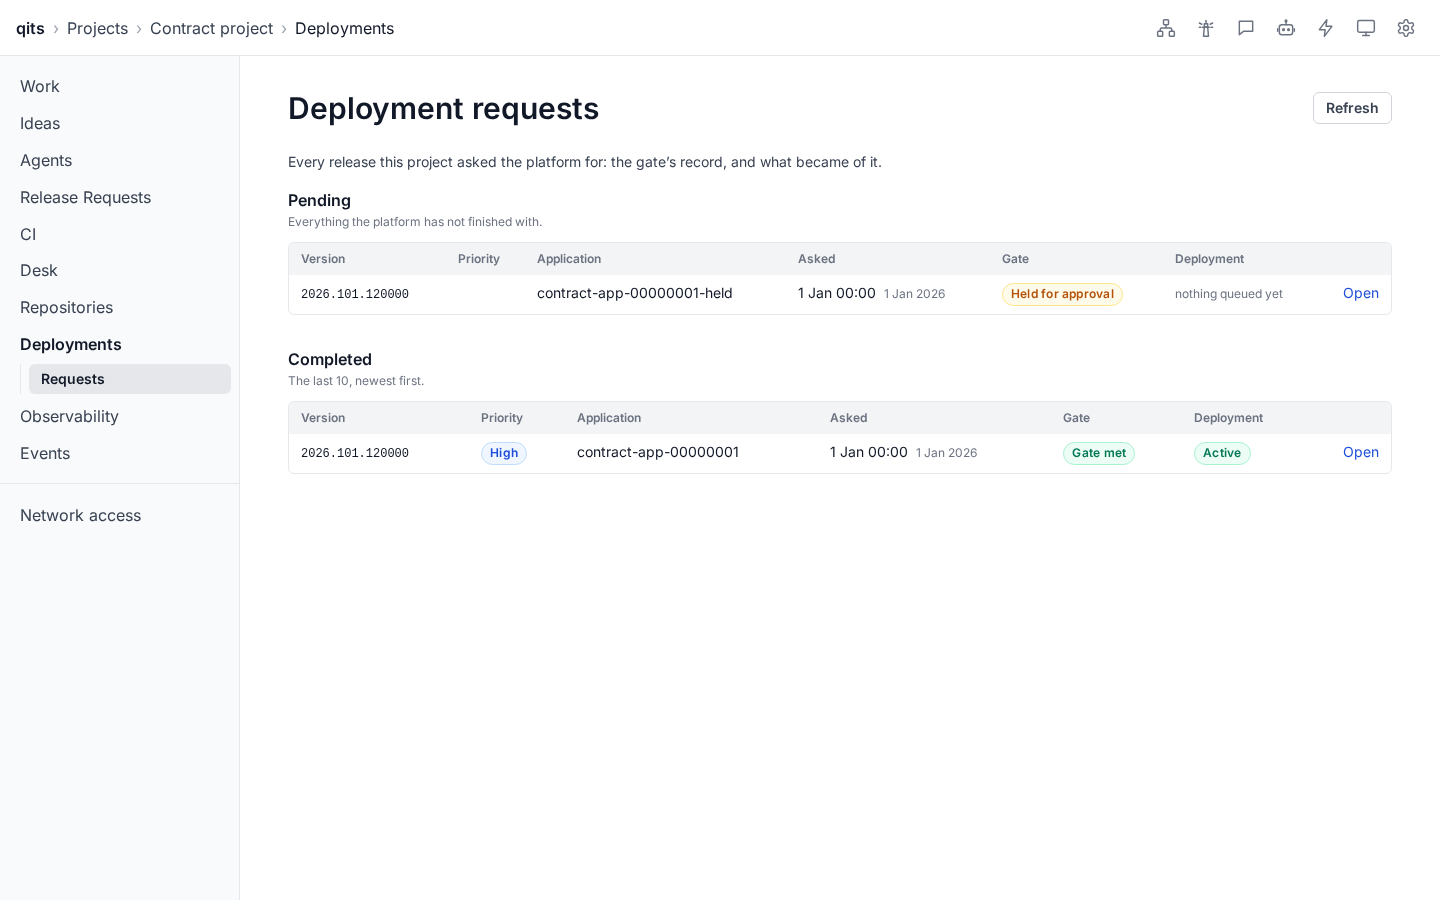 qits › Projects › Contract project › Deployments
Work
Ideas
Agents
Release Requests
CI
Desk
Repositories
Deployments
Requests
Observability
Events
Network access
Deployment requests
Refresh
Every release this project asked the platform for: the gate’s record, and what became of it.
Pending
Everything the platform has not finished with.
Version Priority Application Asked Gate Deployment
2026.101.120000 contract-app-00000001-held 1 Jan 00:00 1 Jan 2026 Held for approval nothing queued yet Open
Completed
The last 10, newest first.
Version Priority Application Asked Gate Deployment
2026.101.120000 High contract-app-00000001 1 Jan 00:00 1 Jan 2026 Gate met Active Open